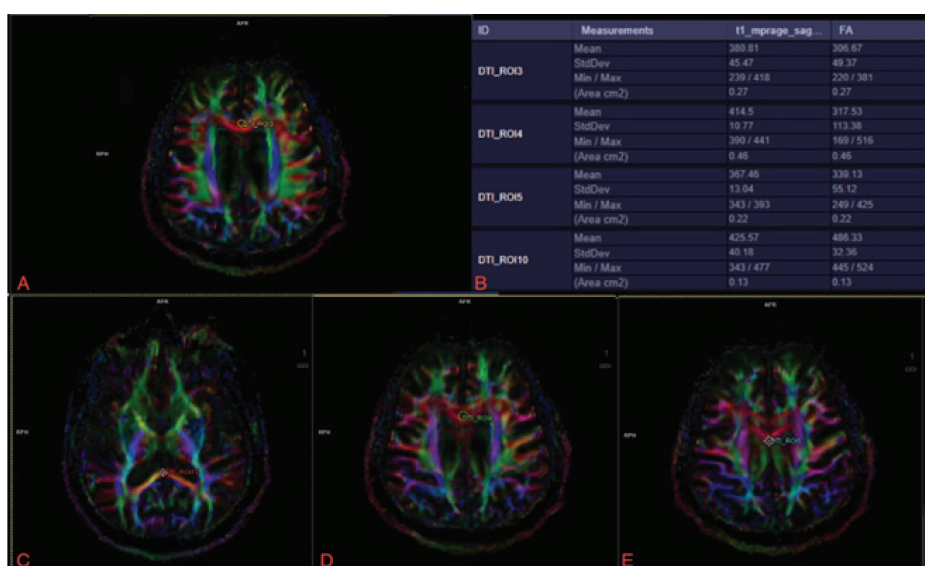 AFR
RPH
DTI_ROI3
A
ID Measurements t1_mprage_sag... FA
DTI_ROI3
Mean 380.81 306.67
StdDev 45.47 49.37
Min / Max 239 / 418 220 / 381
(Area cm2) 0.27 0.27
DTI_ROI4
Mean 414.5 317.53
StdDev 10.77 113.38
Min / Max 390 / 441 169 / 516
(Area cm2) 0.46 0.46
DTI_ROI5
Mean 367.46 339.13
StdDev 13.04 55.12
Min / Max 343 / 393 249 / 425
(Area cm2) 0.22 0.22
DTI_ROI10
Mean 425.57 486.33
StdDev 40.18 32.36
Min / Max 343 / 477 445 / 524
(Area cm2) 0.13 0.13
B
AFR
1
RPH
C
AFR
1
RPH
DTI_ROI4
D
AFR
1
RPH
E